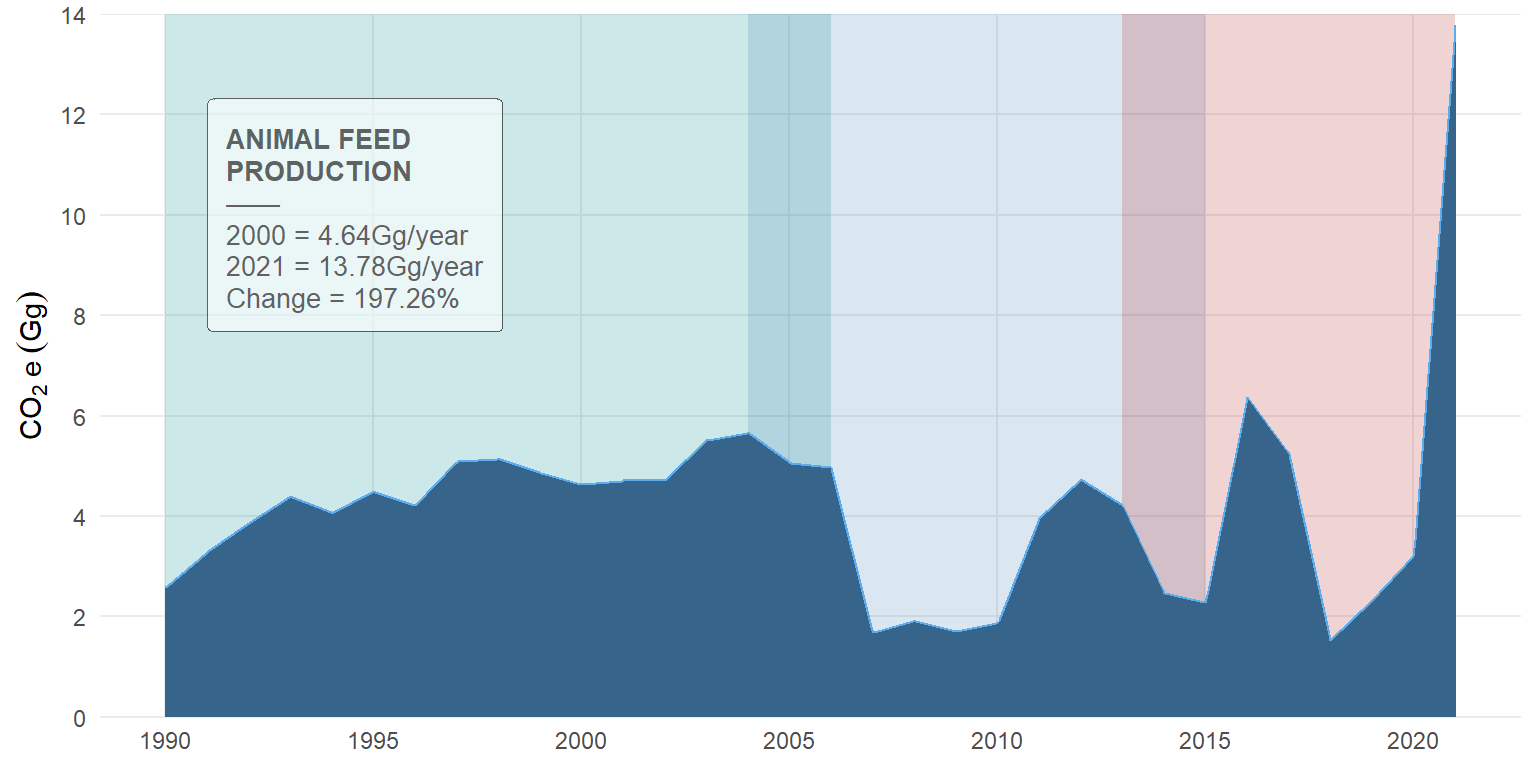 14
12
10
8
6
4
2
0
CO₂ e (Gg)
ANIMAL FEED
PRODUCTION
2000 = 4.64Gg/year
2021 = 13.78Gg/year
Change = 197.26%
1990 1995 2000 2005 2010 2015 2020